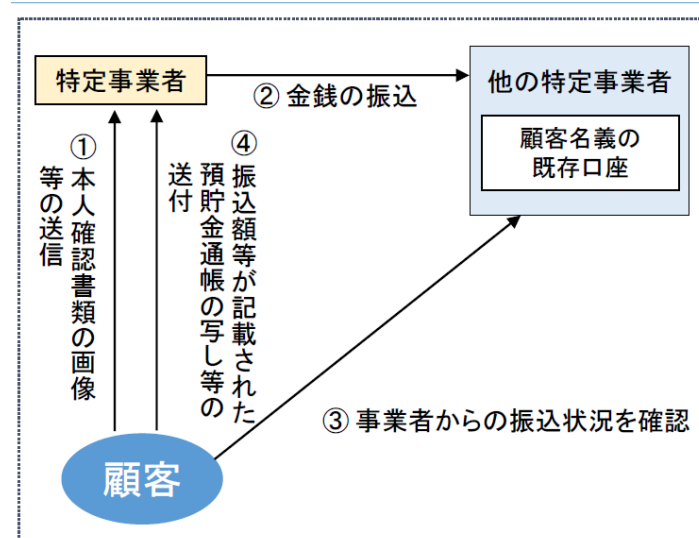 特定事業者
② 金銭の振込
他の特定事業者
顧客名義の
既存口座
① 本人確認書類の画像
等の送信
④ 振込額等が記載された
預貯金通帳の写し等の
送付
③ 事業者からの振込状況を確認
顧客